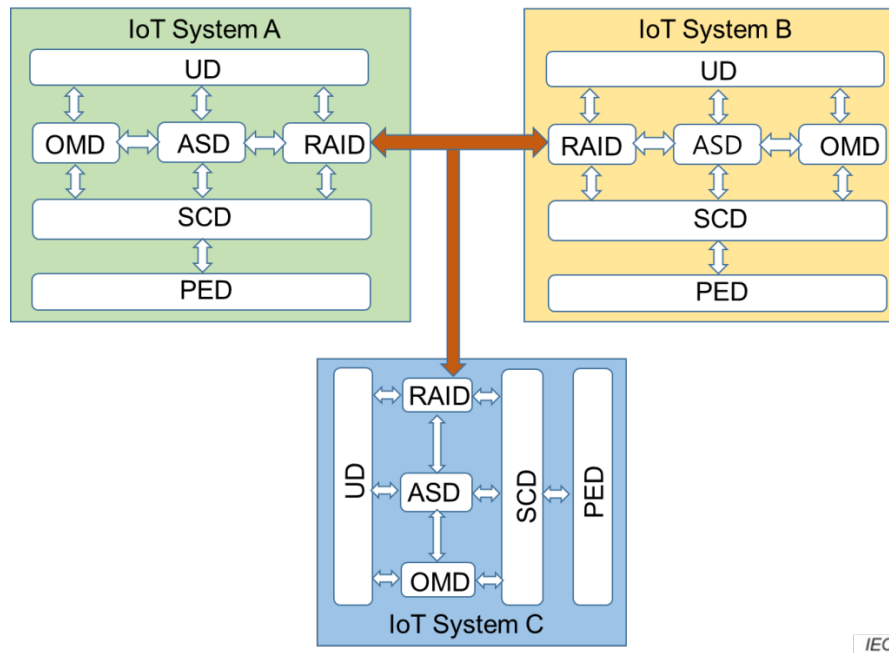 IoT System A
UD
OMD
ASD
RAID
SCD
PED
IoT System B
UD
RAID
ASD
OMD
SCD
PED
RAID
UD
ASD
SCD
PED
OMD
IoT System C
IEC